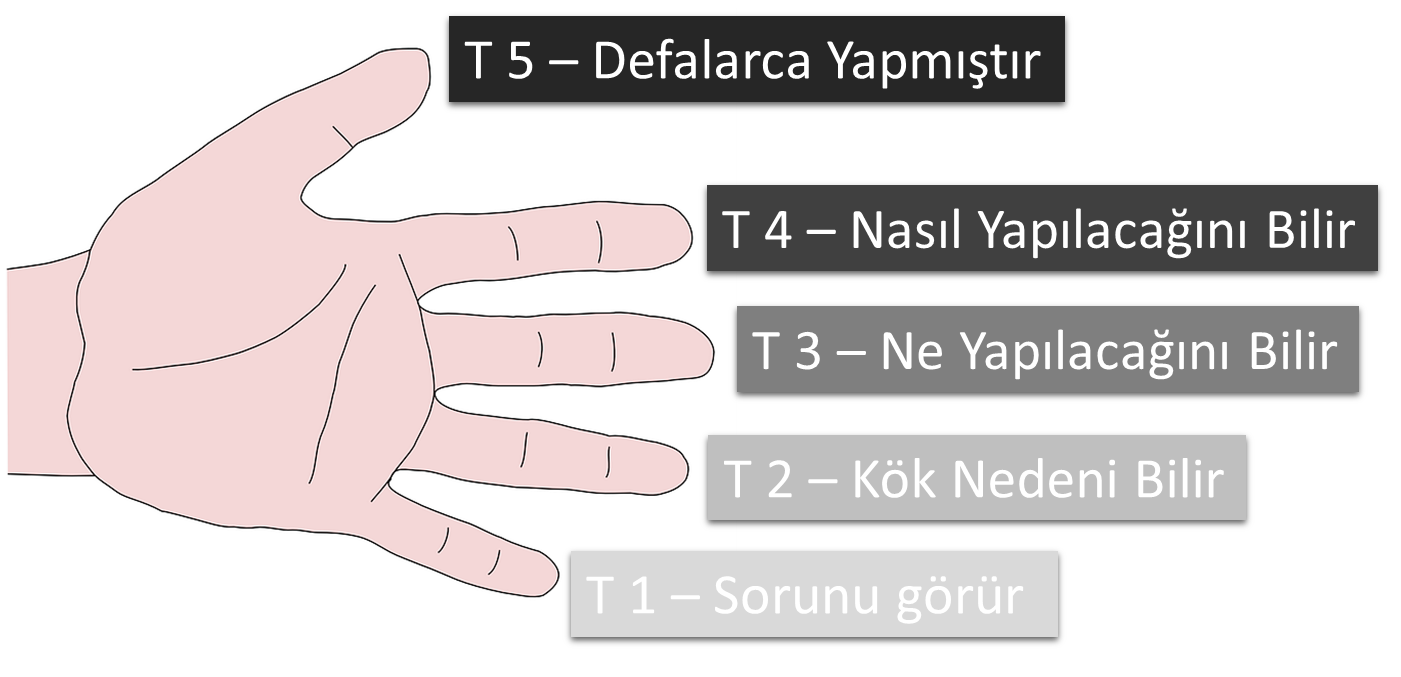 T 5 – Defalarca Yapmıştır
T 4 – Nasıl Yapılacağını Bilir
T 3 – Ne Yapılacağını Bilir
T 2 – Kök Nedeni Bilir
T 1 – Sorunu görür